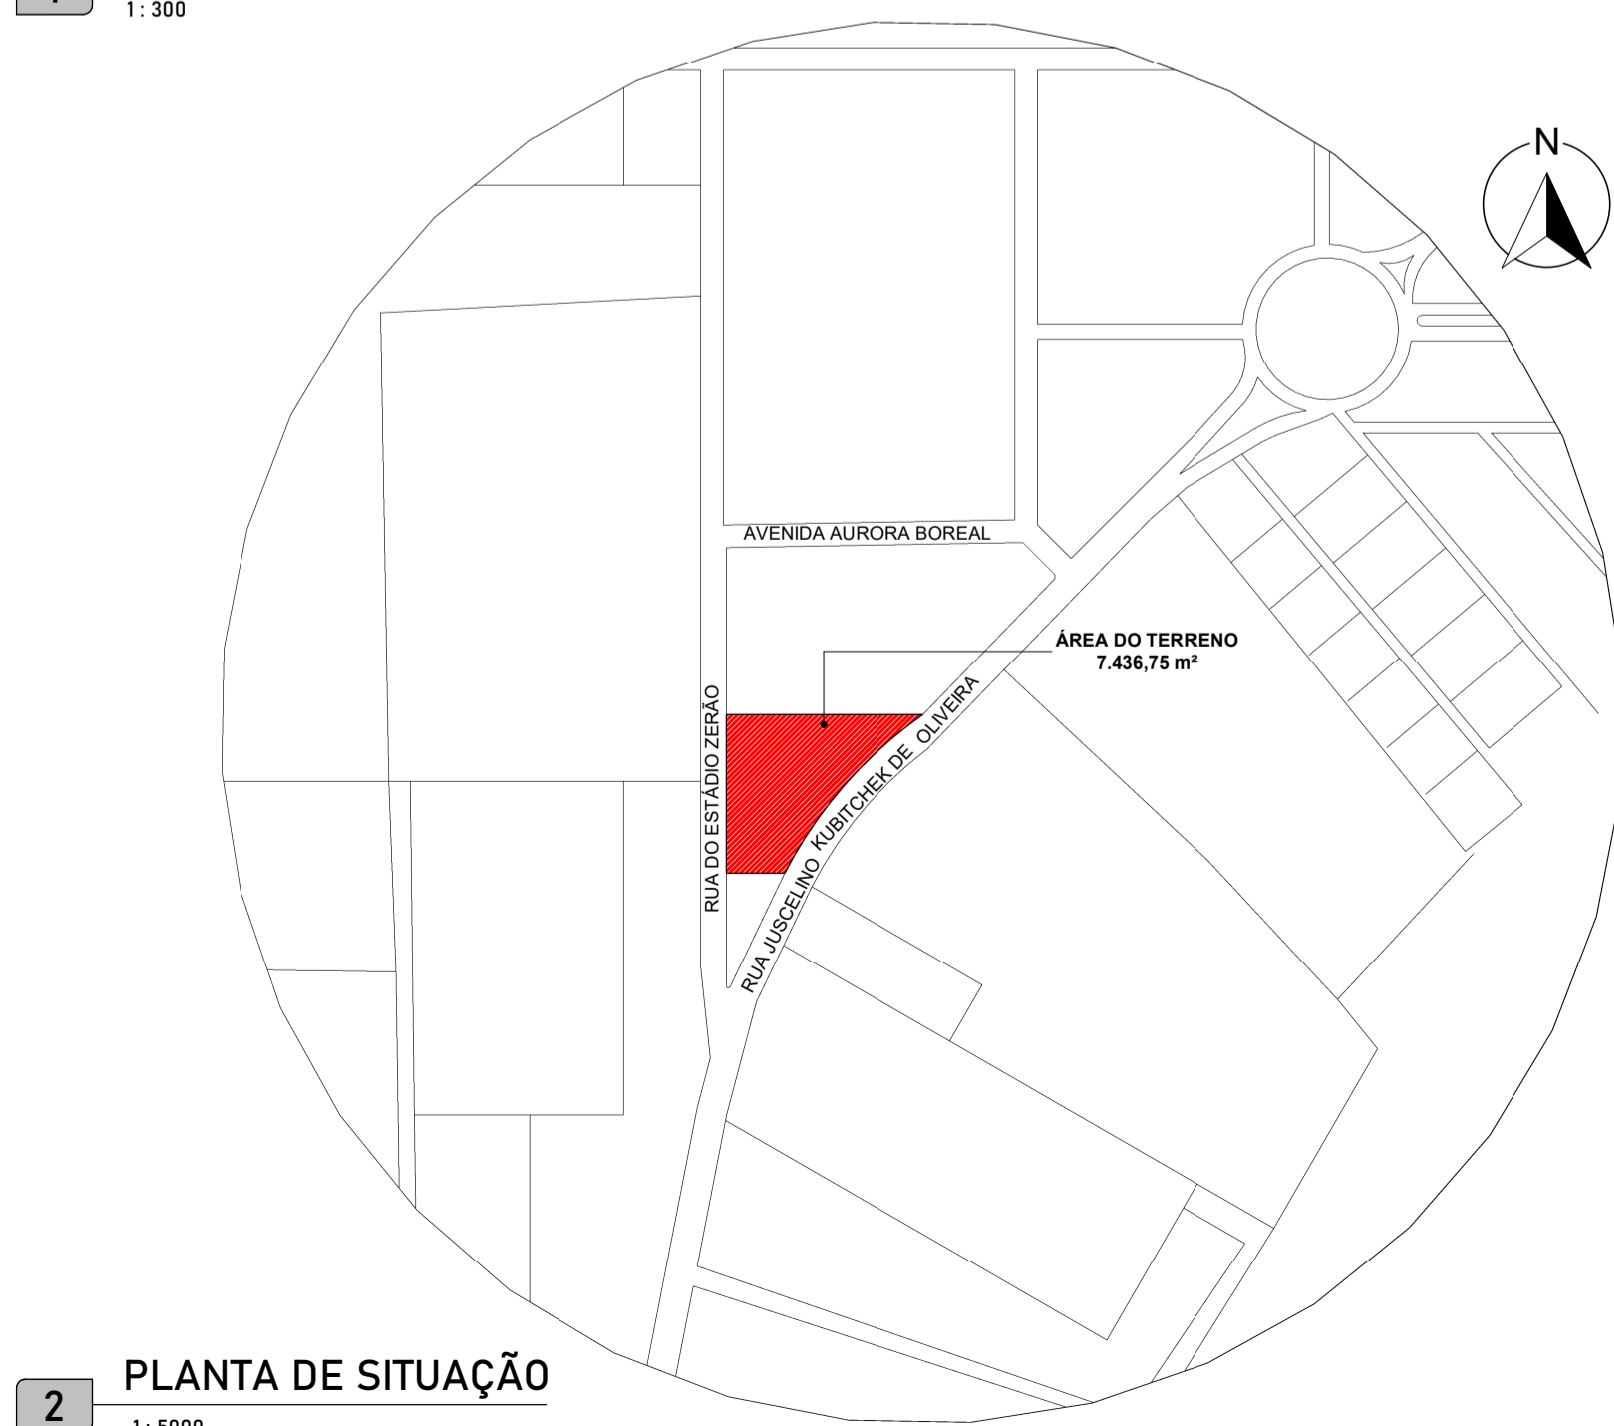 1 : 300
N
AVENIDA AURORA BOREAL
ÁREA DO TERRENO
7.436,75 m²
RUA DO ESTÁDIO ZERÃO
RUA JUSCELINO KUBITCHEK DE OLIVEIRA
2
PLANTA DE SITUAÇÃO
1 : 5000